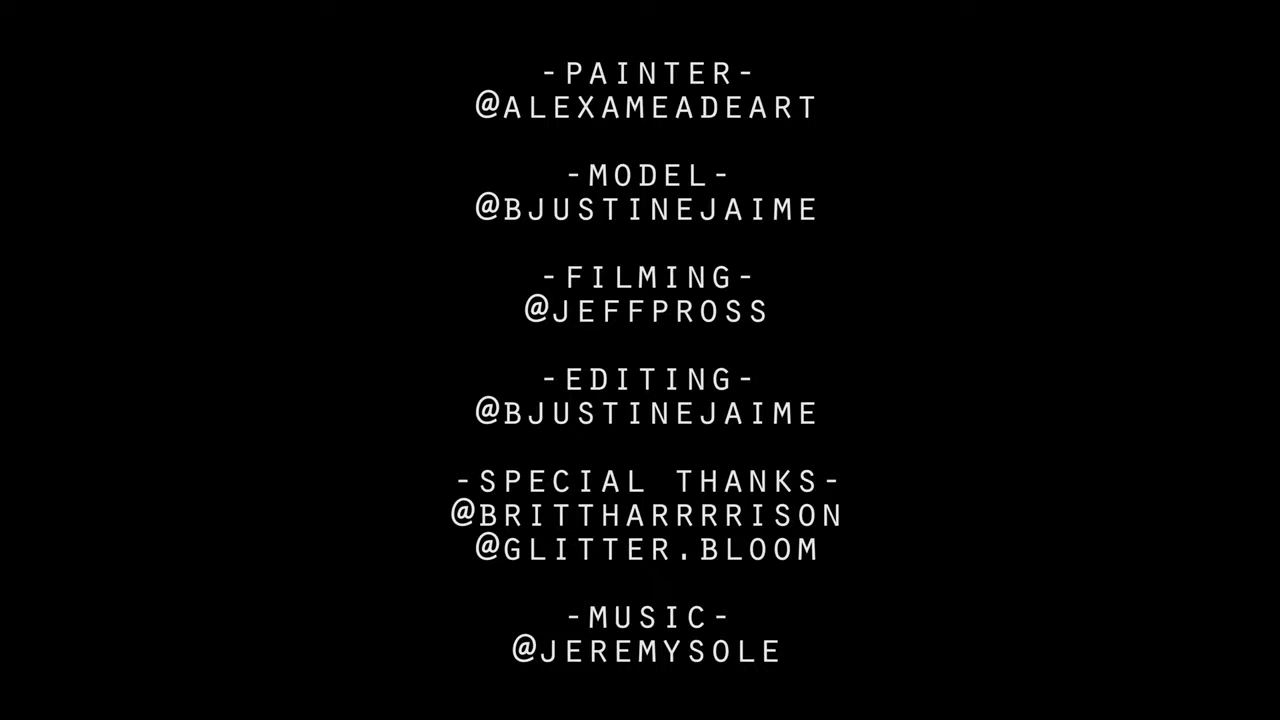 -PAINTER-
@ALEXAMEADEART
-MODEL-
@BJUSTINEJAIME
-FILMING-
@JEFFPROSS
-EDITING-
@BJUSTINEJAIME
-SPECIAL THANKS-
@BRITTHARRRRISON
@GLITTER.BLOOM
-MUSIC-
@JEREMYSOLE